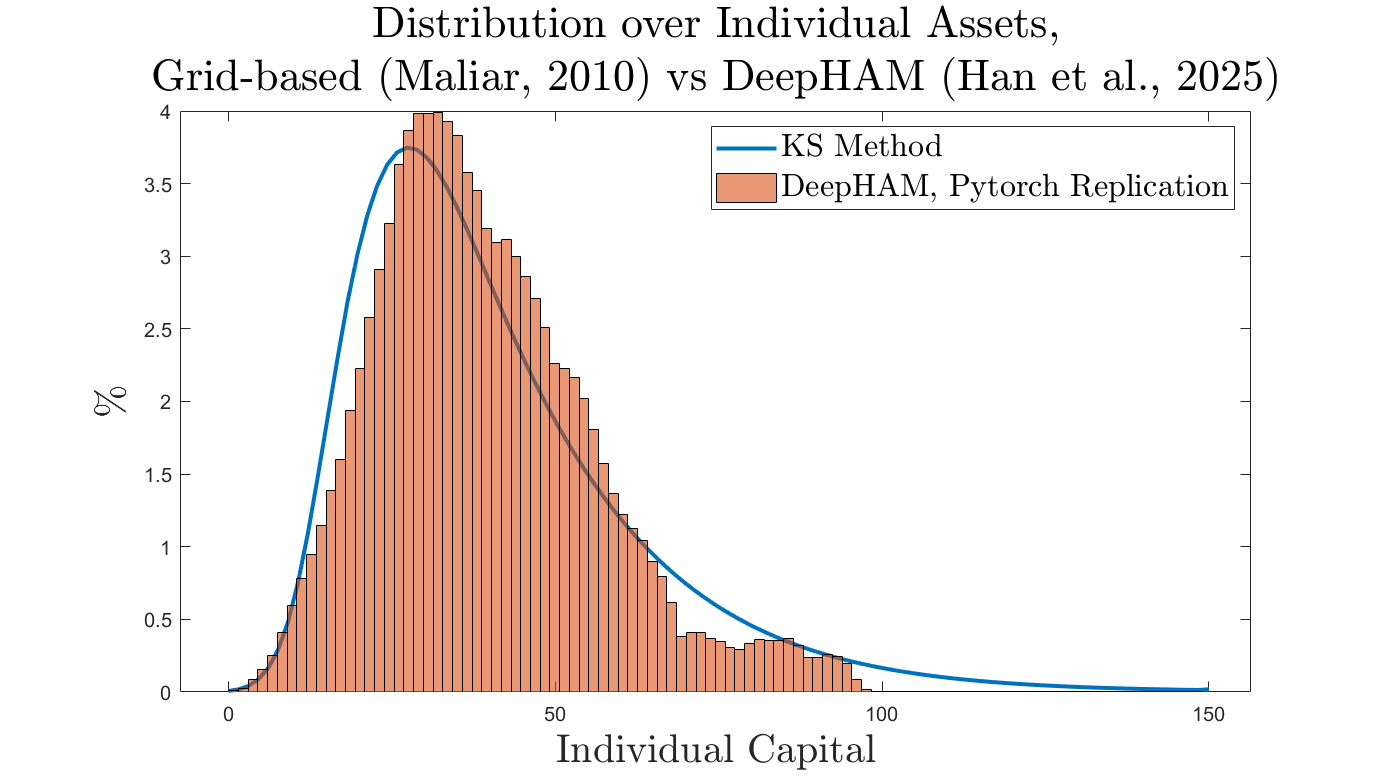 Distribution over Individual Assets,
Grid-based (Maliar, 2010) vs DeepHAM (Han et al., 2025)
KS Method
DeepHAM, Pytorch Replication
4
3.5
3
2.5
2
1.5
1
0.5
0
%
0 50 100 150
Individual Capital